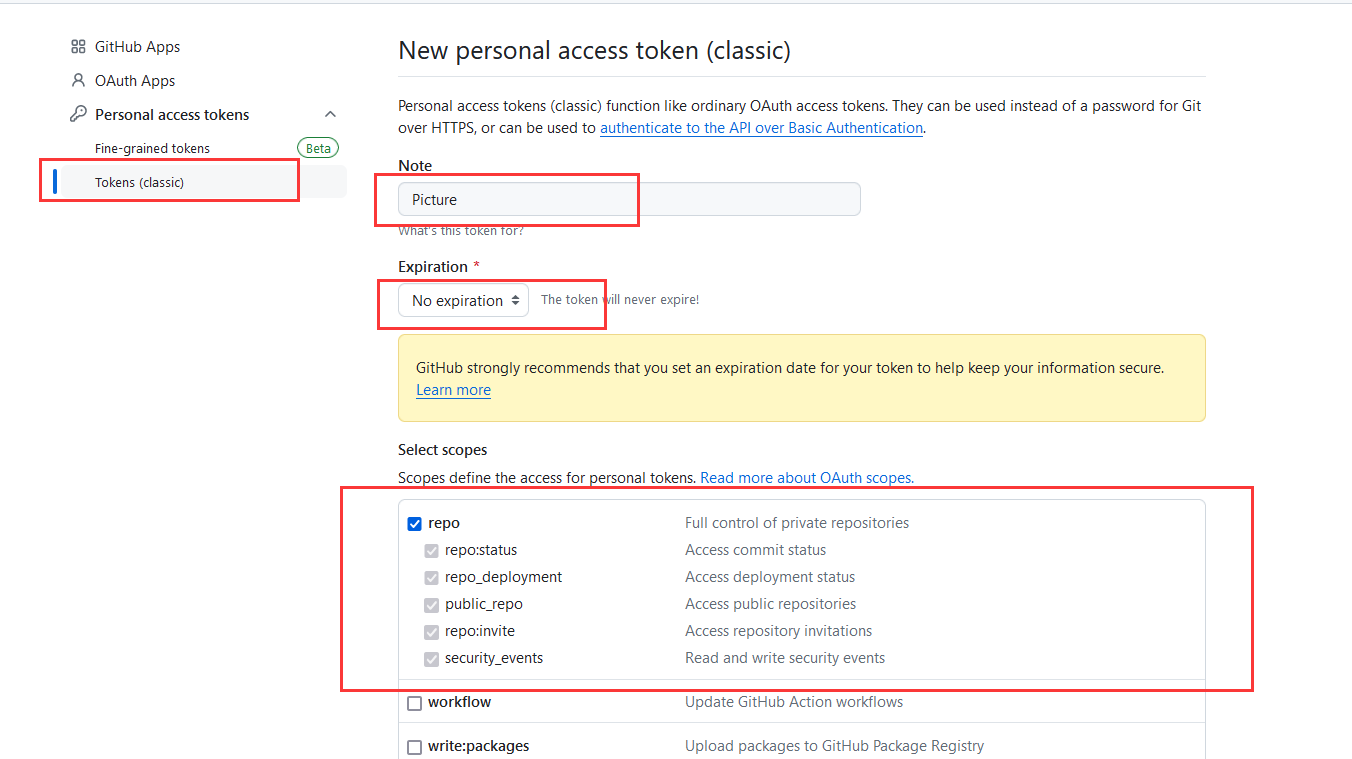 GitHub Apps
OAuth Apps
Personal access tokens
Fine-grained tokens Beta
Tokens (classic)
New personal access token (classic)
Personal access tokens (classic) function like ordinary OAuth access tokens. They can be used instead of a password for Git
over HTTPS, or can be used to authenticate to the API over Basic Authentication.
Note
Picture
What's this token for?
Expiration *
No expiration The token will never expire!
GitHub strongly recommends that you set an expiration date for your token to help keep your information secure.
Learn more
Select scopes
Scopes define the access for personal tokens. Read more about OAuth scopes.
repo Full control of private repositories
repo:status Access commit status
repo_deployment Access deployment status
public_repo Access public repositories
repo:invite Access repository invitations
security_events Read and write security events
workflow Update GitHub Action workflows
write:packages Upload packages to GitHub Package Registry